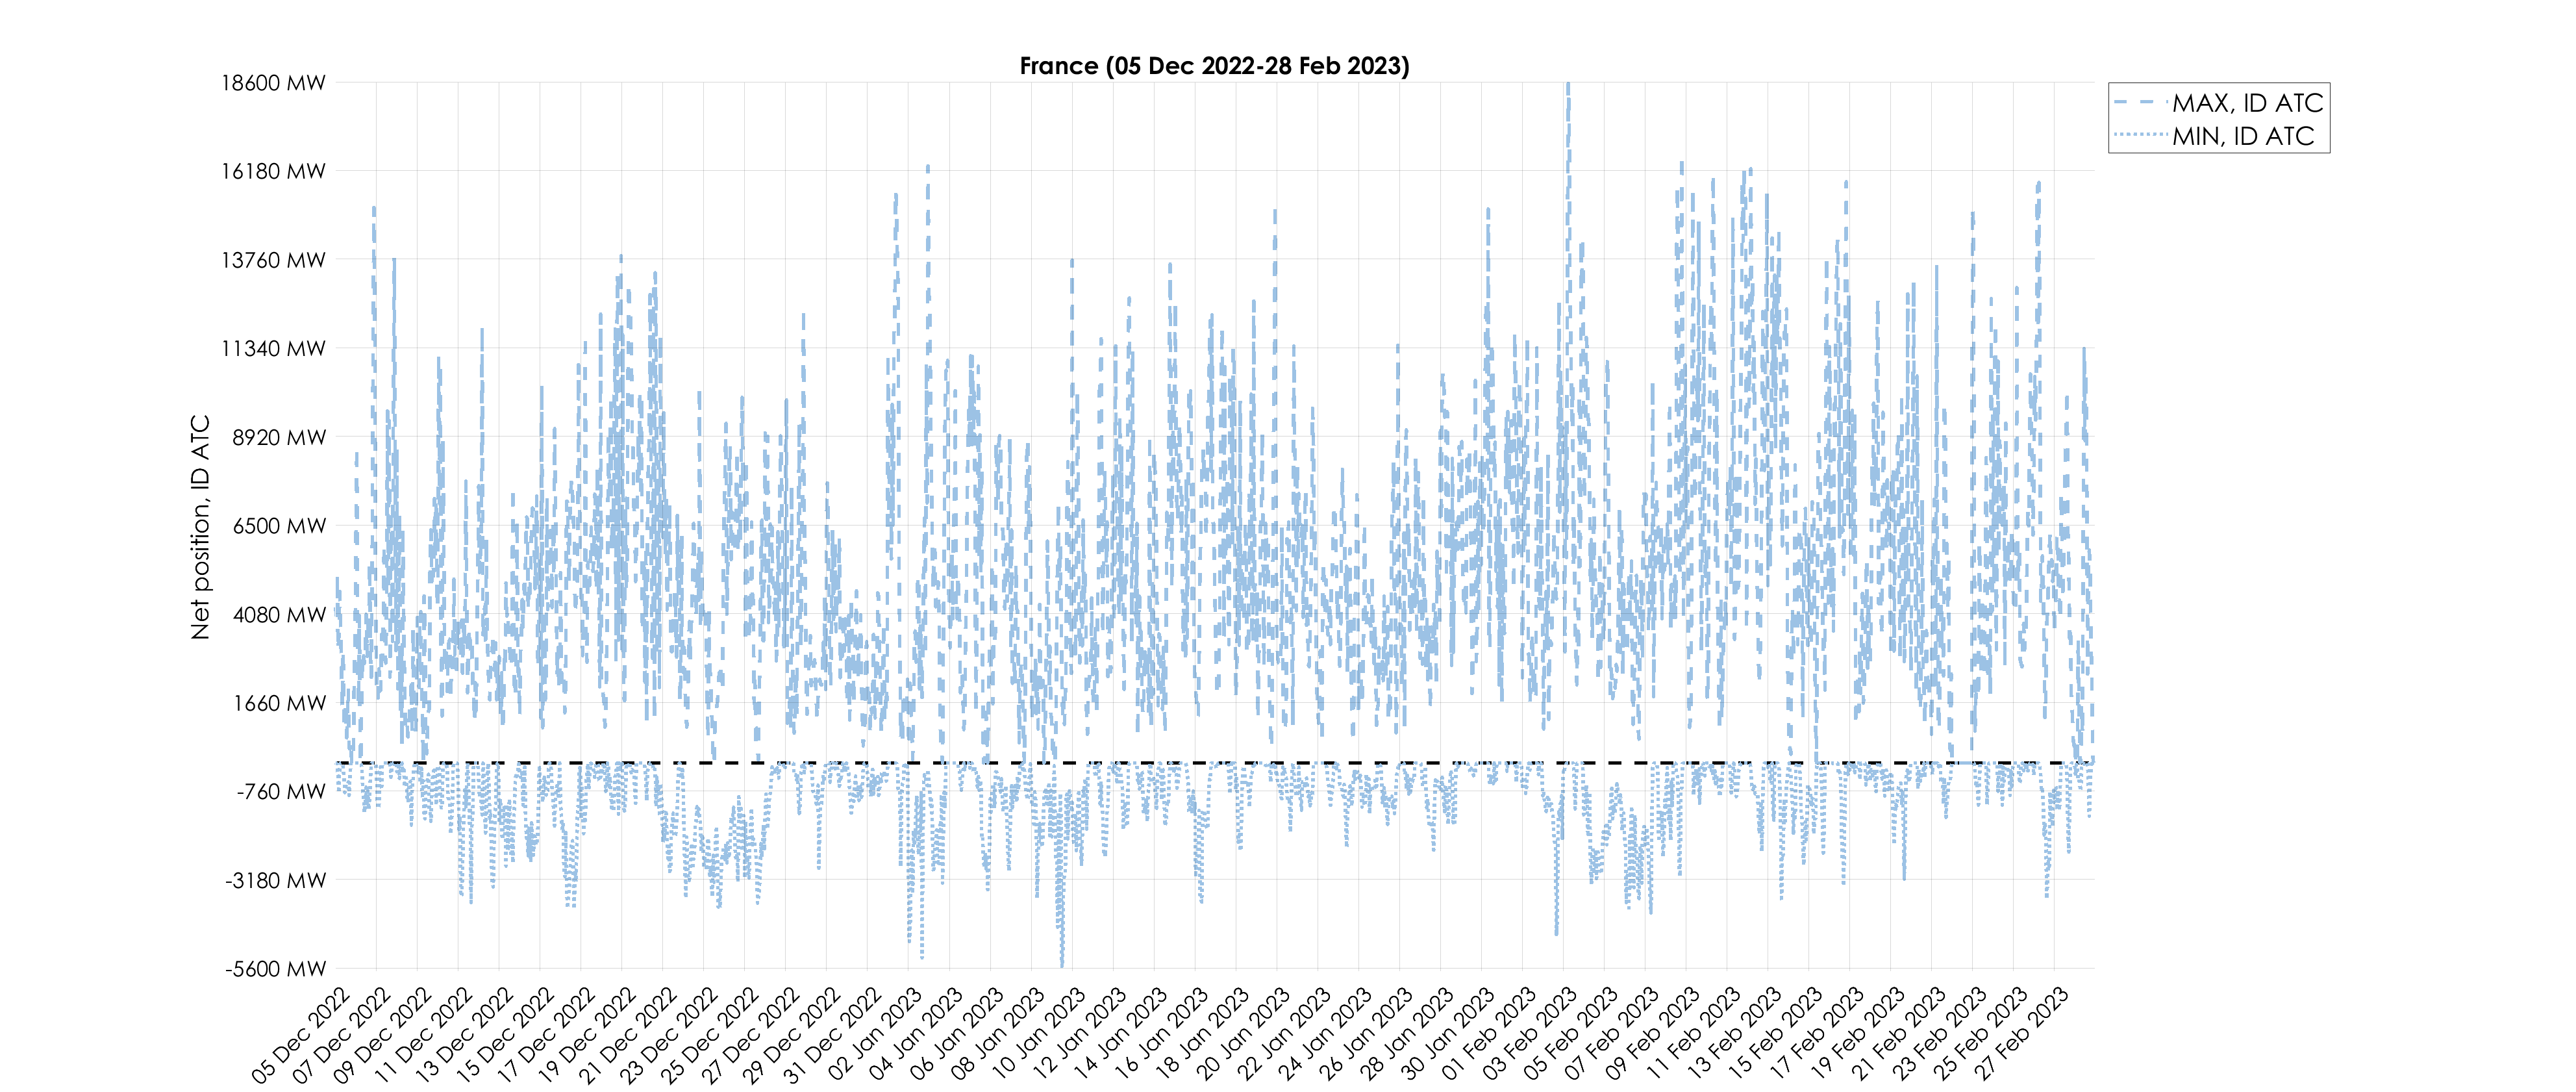 France (05 Dec 2022-28 Feb 2023)
18600 MW
16180 MW
13760 MW
11340 MW
8920 MW
6500 MW
4080 MW
1660 MW
-760 MW
-3180 MW
-5600 MW
Net position, ID ATC
MAX, ID ATC
MIN, ID ATC
05 Dec 2022
07 Dec 2022
09 Dec 2022
11 Dec 2022
13 Dec 2022
15 Dec 2022
17 Dec 2022
19 Dec 2022
21 Dec 2022
23 Dec 2022
25 Dec 2022
27 Dec 2022
29 Dec 2022
31 Dec 2022
02 Jan 2023
04 Jan 2023
06 Jan 2023
08 Jan 2023
10 Jan 2023
12 Jan 2023
14 Jan 2023
16 Jan 2023
18 Jan 2023
20 Jan 2023
22 Jan 2023
24 Jan 2023
26 Jan 2023
28 Jan 2023
30 Jan 2023
01 Feb 2023
03 Feb 2023
05 Feb 2023
07 Feb 2023
09 Feb 2023
11 Feb 2023
13 Feb 2023
15 Feb 2023
17 Feb 2023
19 Feb 2023
21 Feb 2023
23 Feb 2023
25 Feb 2023
27 Feb 2023